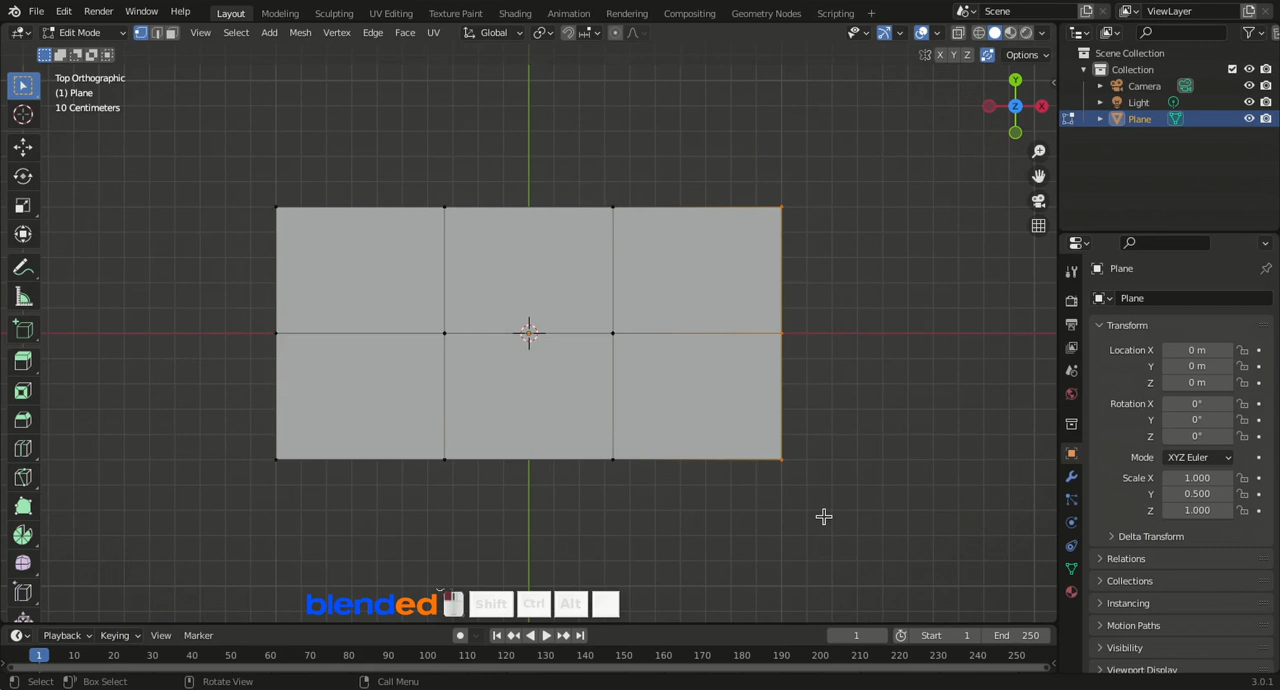 File Edit Render Window Help Layout Modeling Sculpting UV Editing Texture Paint Shading Animation Rendering Compositing Geometry Nodes Scripting + Scene ViewLayer
Edit Mode View Select Add Mesh Vertex Edge Face UV Global
X Y Z Options
Top Orthographic
(1) Plane
10 Centimeters
Y
Z
X
Scene Collection
Collection
Camera
Light
Plane
Plane
Plane
Transform
Location X 0 m
Y 0 m
Z 0 m
Rotation X 0°
Y 0°
Z 0°
Mode XYZ Euler
Scale X 1.000
Y 0.500
Z 1.000
Delta Transform
Relations
Collections
Instancing
Motion Paths
Visibility
Viewport Display
blended Shift Ctrl Alt
Playback Keying View Marker 1 Start 1 End 250
1 10 20 30 40 50 60 70 80 90 100 110 120 130 140 150 160 170 180 190 200 210 220 230 240 250
Select Box Select Rotate View Call Menu 3.0.1